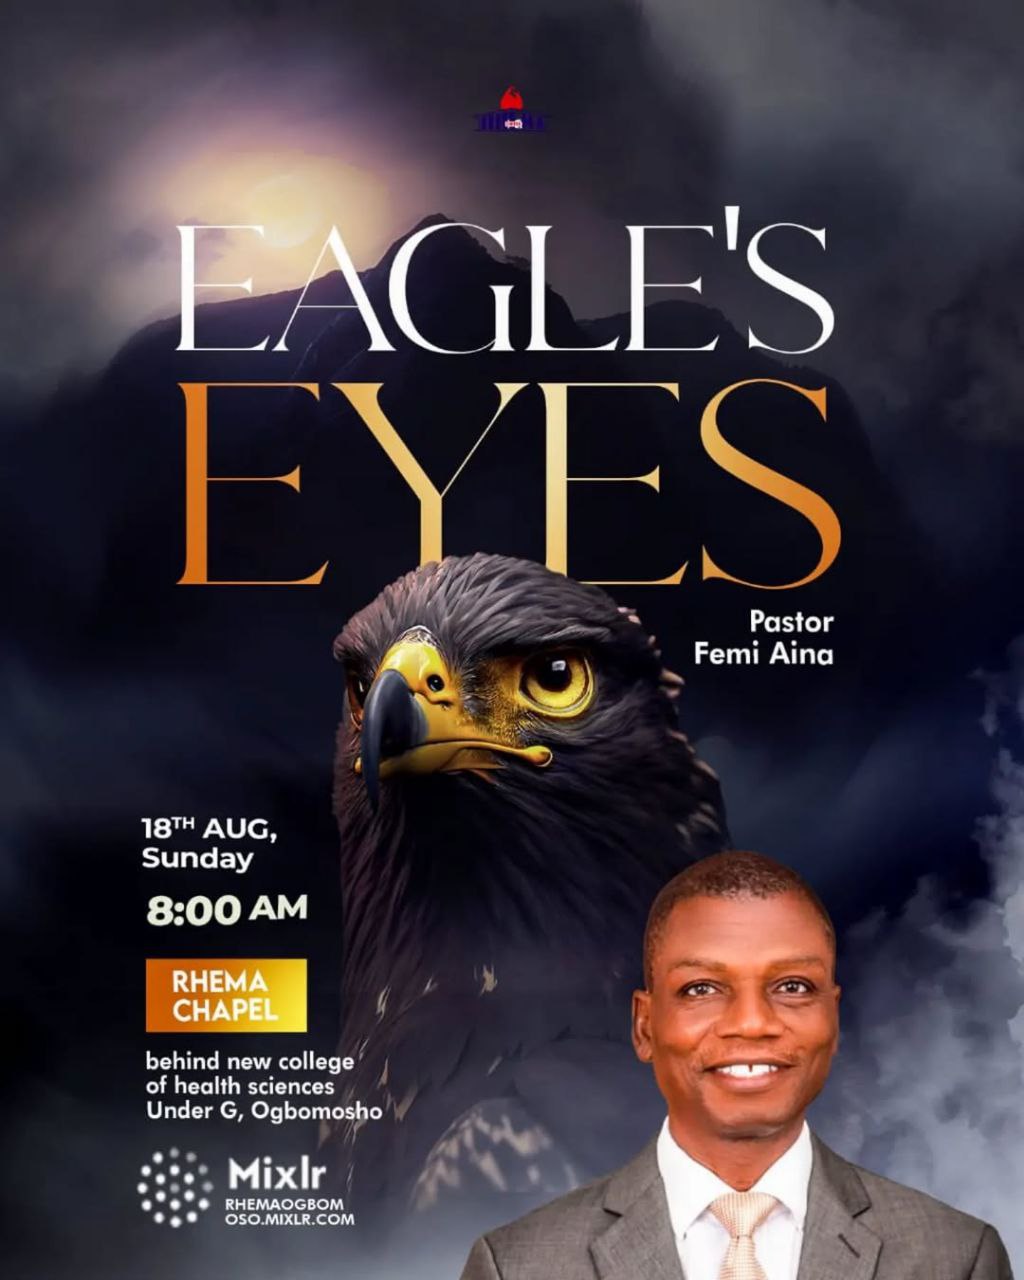 EAGLE'S
EYES
Pastor
Femi Aina
18TH AUG,
Sunday
8:00 AM
RHEMA
CHAPEL
behind new college
of health sciences
Under G, Ogbomosho
Mixlr
RHEMAOGBOM
OSO.MIXLR.COM